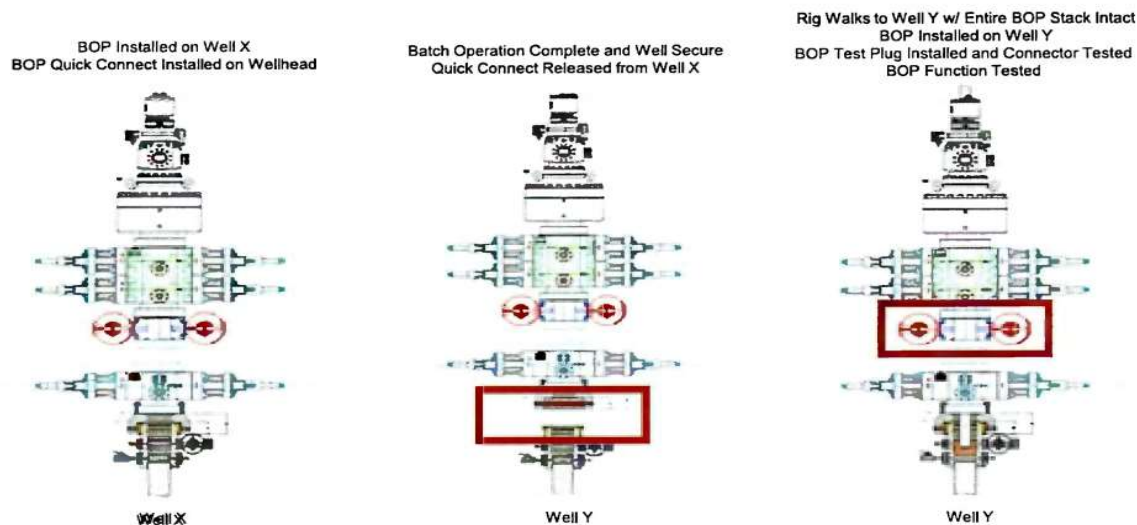 BOP Installed on Well X
BOP Quick Connect Installed on Wellhead
Batch Operation Complete and Well Secure
Quick Connect Released from Well X
Rig Walks to Well Y w/ Entire BOP Stack Intact
BOP Installed on Well Y
BOP Test Plug Installed and Connector Tested
BOP Function Tested
Well X
Well Y
Well Y